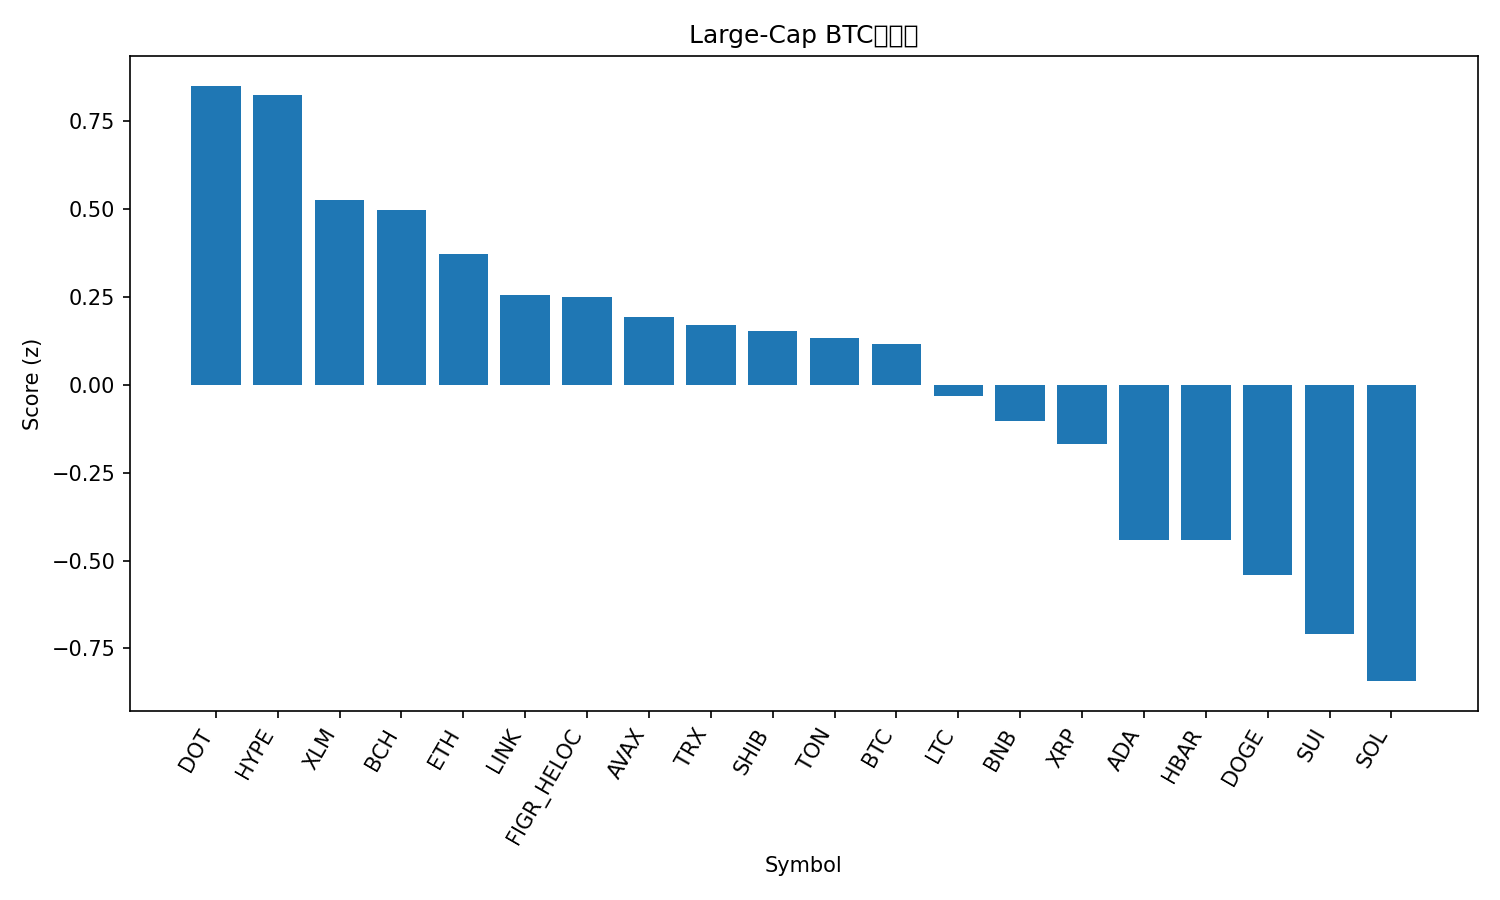 Large-Cap BTC
0.75
0.50
0.25
0.00
−0.25
−0.50
−0.75
Score (z)
DOT
HYPE
XLM
BCH
ETH
LINK
FIGR_HELOC
AVAX
TRX
SHIB
TON
BTC
LTC
BNB
XRP
ADA
HBAR
DOGE
SUI
SOL
Symbol